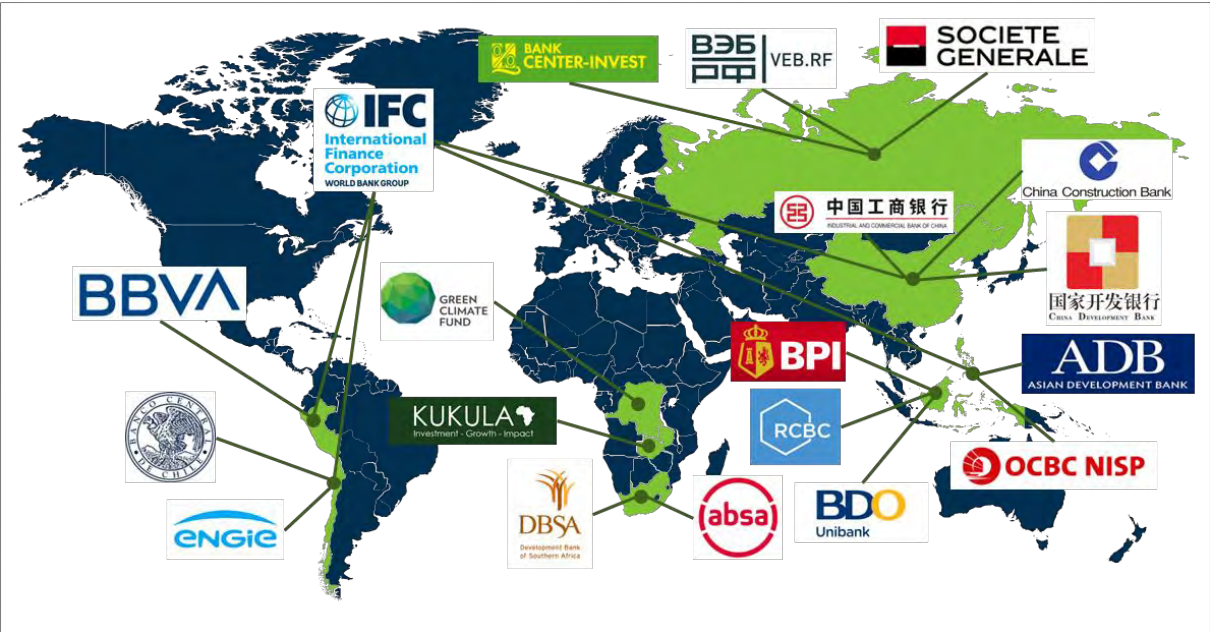 BANK
CENTER-INVEST
ВЭБ
РФ
VEB.RF
SOCIETE
GENERALE
IFC
International
Finance
Corporation
WORLD BANK GROUP
China Construction Bank
中国工商银行
INDUSTRIAL AND COMMERCIAL BANK OF CHINA
国家开发银行
CHINA DEVELOPMENT BANK
BBVA
GREEN
CLIMATE
FUND
BPI
ADB
ASIAN DEVELOPMENT BANK
BANCO CENTRAL
DE CHILE
KUKULA
Investment - Growth - Impact
RCBC
OCBC NISP
ENGIE
DBSA
Development Bank
of Southern Africa
absa
BDO
Unibank